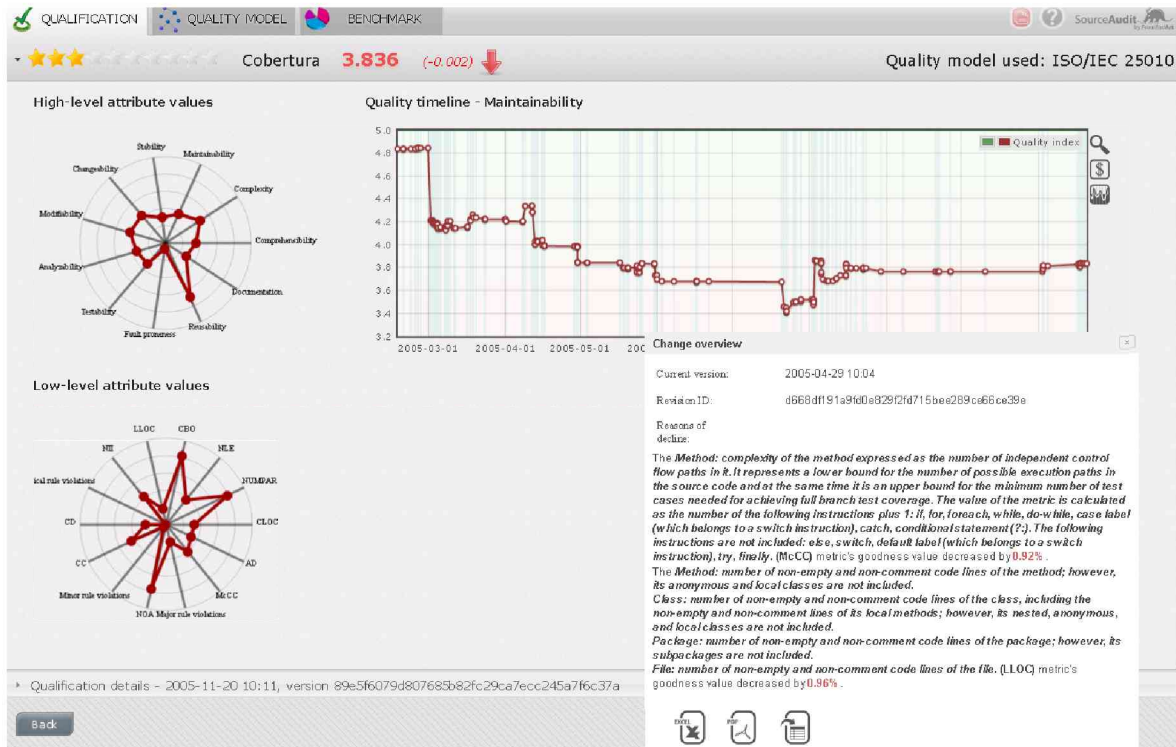 QUALIFICATION QUALITY MODEL BENCHMARK SourceAudit
Cobertura 3.836 (-0.002) Quality model used: ISO/IEC 25010
High-level attribute values
Stability
Maintainability
Changeability
Complexity
Modifiability
Comprehensibility
Analyzability
Documentation
Testability
Reusability
Fault proneness
Quality timeline - Maintainability
Quality index
5.0
4.8
4.6
4.4
4.2
4.0
3.8
3.6
3.4
3.2
2005-03-01 2005-04-01 2005-05-01 200
Low-level attribute values
LLOC CBO
NII NLE
ical rule violations NUMPAR
CD CLOC
CC AD
Minor rule violations McCC
NOA Major rule violations
Change overview
Current version: 2005-04-29 10:04
Revision ID: d668df191a9fd0e829f2fd715bee289ce66ce39e
Reasons of
decline:
The Method: complexity of the method expressed as the number of independent control
flow paths in it. It represents a lower bound for the number of possible execution paths in
the source code and at the same time it is an upper bound for the minimum number of test
cases needed for achieving full branch test coverage. The value of the metric is calculated
as the number of the following instructions plus 1: if, for, foreach, while, do-while, case label
(which belongs to a switch instruction), catch, conditional statement (?:). The following
instructions are not included: else, switch, default label (which belongs to a switch
instruction), try, finally. (McCC) metric's goodness value decreased by 0.92% .
The Method: number of non-empty and non-comment code lines of the method; however,
its anonymous and local classes are not included.
Class: number of non-empty and non-comment code lines of the class, including the
non-empty and non-comment lines of its local methods; however, its nested, anonymous,
and local classes are not included.
Package: number of non-empty and non-comment code lines of the package; however, its
subpackages are not included.
File: number of non-empty and non-comment code lines of the file. (LLOC) metric's
goodness value decreased by 0.96% .
EXCEL PDF
Qualification details - 2005-11-20 10:11, version 89e5f6079d807685b82fc29ca7ecc245a7f6c37a
Back